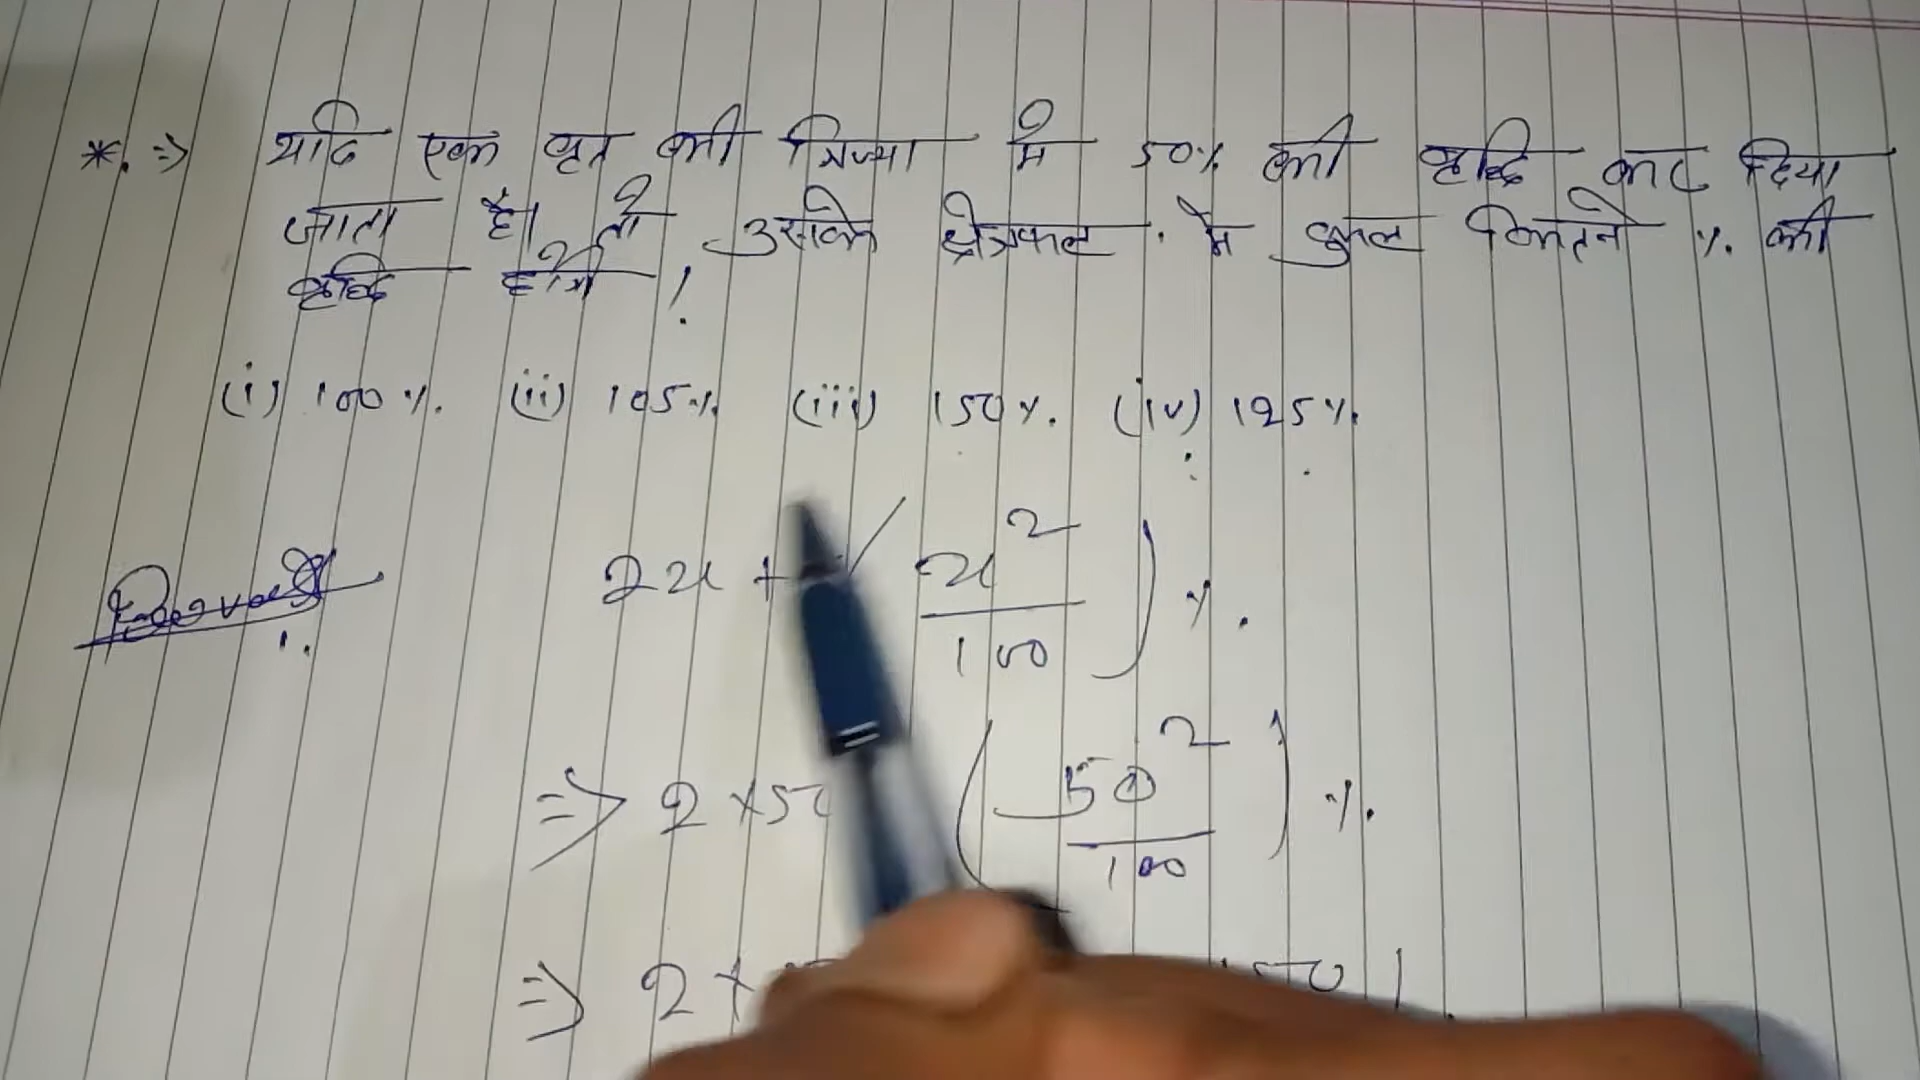 *. ⇒ यदि एक वृत की त्रिज्या में 50% की वृद्धि कर दिया
जाता है। तो उसके क्षेत्रफल में कुल कितने % की
वृद्धि होगी !
(i) 100%. (ii) 105% (iii) 150%. (iv) 125%.
2x + x²/100 ) %.
⇒ 2 × 50 ( 50²/100 ) %.
⇒ 2 ×